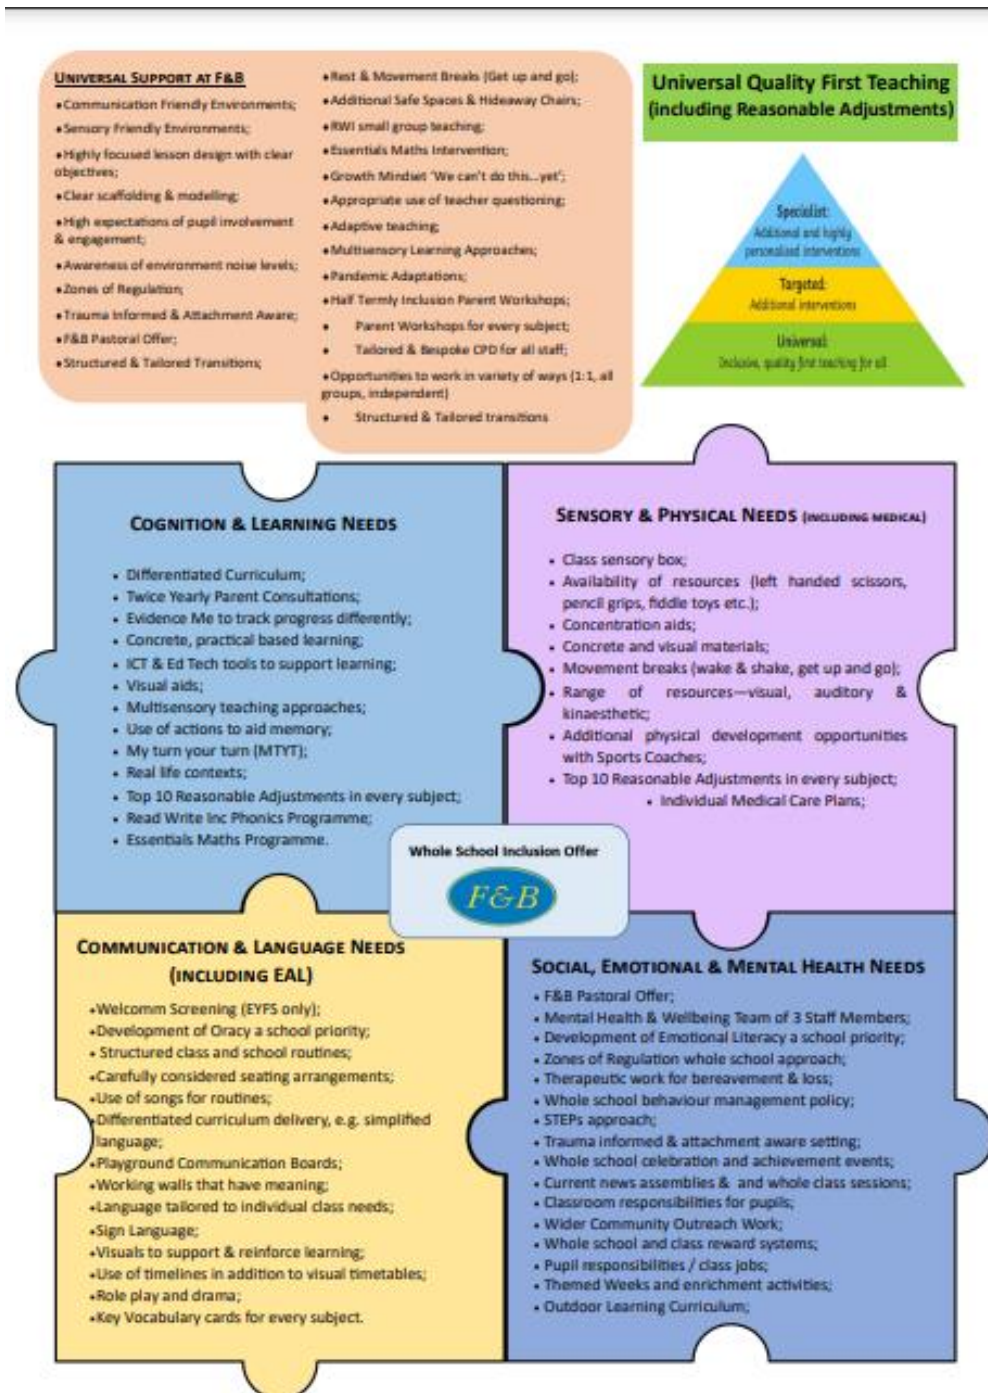 UNIVERSAL SUPPORT AT F&B
•Communication Friendly Environments;
•Sensory Friendly Environments;
•Highly focused lesson design with clear
objectives;
•Clear scaffolding & modelling;
•High expectations of pupil involvement
& engagement;
•Awareness of environment noise levels;
•Zones of Regulation;
•Trauma Informed & Attachment Aware;
•F&B Pastoral Offer;
•Structured & Tailored Transitions;
•Rest & Movement Breaks (Get up and go);
•Additional Safe Spaces & Hideaway Chairs;
•RWI small group teaching;
•Essentials Maths Intervention;
•Growth Mindset 'We can't do this...yet';
•Appropriate use of teacher questioning;
•Adaptive teaching;
•Multisensory Learning Approaches;
•Pandemic Adaptations;
•Half Termly Inclusion Parent Workshops;
• Parent Workshops for every subject;
• Tailored & Bespoke CPD for all staff;
•Opportunities to work in variety of ways (1:1, all
groups, independent)
• Structured & Tailored transitions
Universal Quality First Teaching
(including Reasonable Adjustments)
Specialist:
Additional and highly
personalised interventions
Targeted:
Additional interventions
Universal:
Inclusive, quality first teaching for all
COGNITION & LEARNING NEEDS
• Differentiated Curriculum;
• Twice Yearly Parent Consultations;
• Evidence Me to track progress differently;
• Concrete, practical based learning;
• ICT & Ed Tech tools to support learning;
• Visual aids;
• Multisensory teaching approaches;
• Use of actions to aid memory;
• My turn your turn (MTYT);
• Real life contexts;
• Top 10 Reasonable Adjustments in every subject;
• Read Write Inc Phonics Programme;
• Essentials Maths Programme.
SENSORY & PHYSICAL NEEDS (INCLUDING MEDICAL)
• Class sensory box;
• Availability of resources (left handed scissors,
pencil grips, fiddle toys etc.);
• Concentration aids;
• Concrete and visual materials;
• Movement breaks (wake & shake, get up and go);
• Range of resources—visual, auditory &
kinaesthetic;
• Additional physical development opportunities
with Sports Coaches;
• Top 10 Reasonable Adjustments in every subject;
• Individual Medical Care Plans;
Whole School Inclusion Offer
F&B
COMMUNICATION & LANGUAGE NEEDS
(INCLUDING EAL)
•Welcomm Screening (EYFS only);
•Development of Oracy a school priority;
• Structured class and school routines;
•Carefully considered seating arrangements;
•Use of songs for routines;
•Differentiated curriculum delivery, e.g. simplified
language;
•Playground Communication Boards;
•Working walls that have meaning;
•Language tailored to individual class needs;
•Sign Language;
•Visuals to support & reinforce learning;
•Use of timelines in addition to visual timetables;
•Role play and drama;
•Key Vocabulary cards for every subject.
SOCIAL, EMOTIONAL & MENTAL HEALTH NEEDS
• F&B Pastoral Offer;
• Mental Health & Wellbeing Team of 3 Staff Members;
• Development of Emotional Literacy a school priority;
• Zones of Regulation whole school approach;
• Therapeutic work for bereavement & loss;
• Whole school behaviour management policy;
• STEPs approach;
• Trauma informed & attachment aware setting;
• Whole school celebration and achievement events;
• Current news assemblies & and whole class sessions;
• Classroom responsibilities for pupils;
• Wider Community Outreach Work;
• Whole school and class reward systems;
• Pupil responsibilities / class jobs;
• Themed Weeks and enrichment activities;
• Outdoor Learning Curriculum;